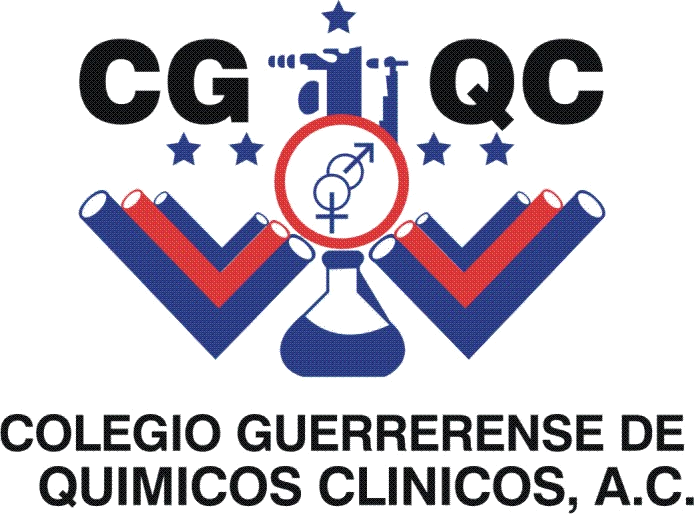 CG QC
COLEGIO GUERRERENSE DE
QUIMICOS CLINICOS, A.C.